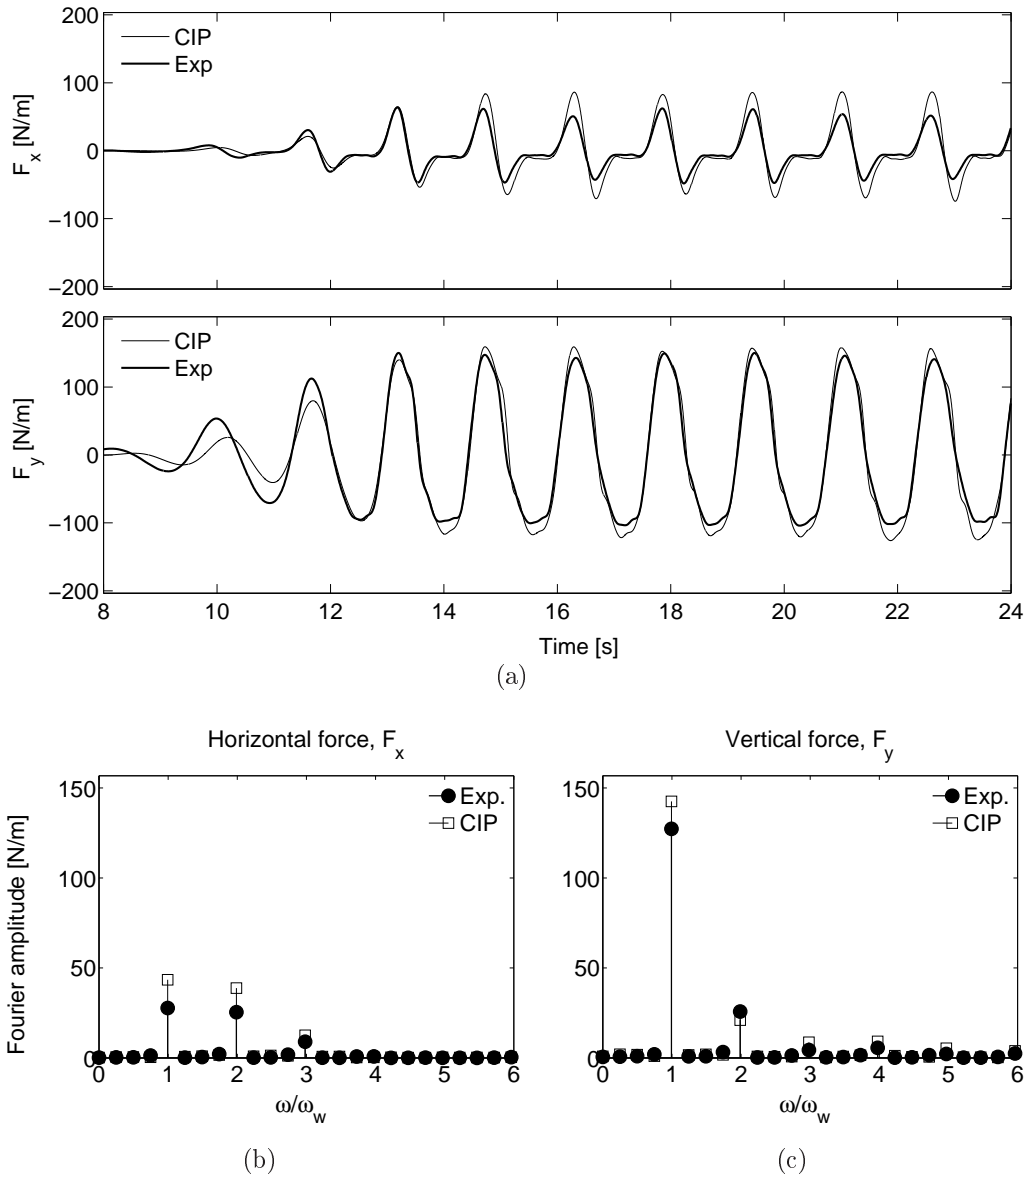 200
100
0
−100
−200
F_x [N/m]
CIP
Exp
200
100
0
−100
−200
F_y [N/m]
CIP
Exp
8 10 12 14 16 18 20 22 24
Time [s]
(a)
Horizontal force, F_x
150
100
50
0
Fourier amplitude [N/m]
Exp.
CIP
0 1 2 3 4 5 6
ω/ω_w
(b)
Vertical force, F_y
150
100
50
0
Exp.
CIP
0 1 2 3 4 5 6
ω/ω_w
(c)